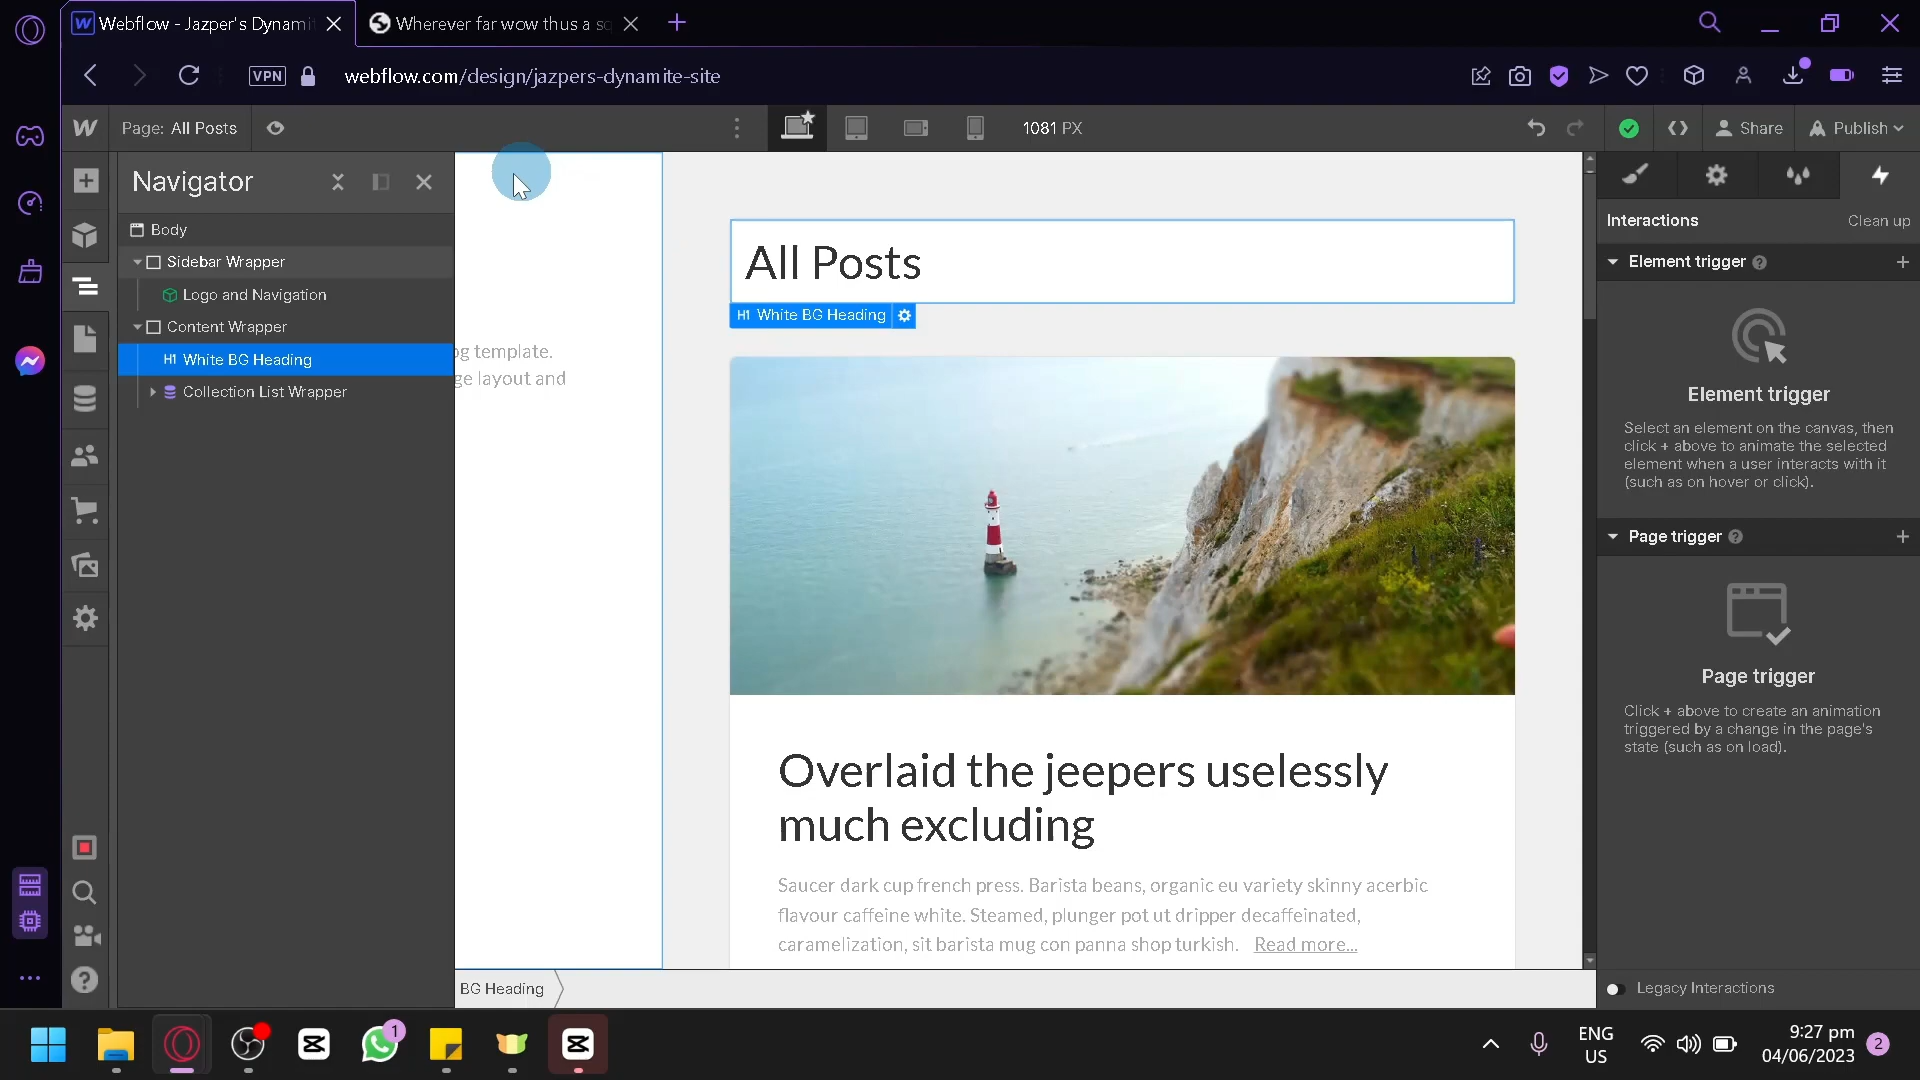 Webflow - Jazper's Dynamit
Wherever far wow thus a sq
VPN
webflow.com/design/jazpers-dynamite-site
Page: All Posts
1081 PX
Share
Publish
Navigator
Body
Sidebar Wrapper
Logo and Navigation
Content Wrapper
H1 White BG Heading
Collection List Wrapper
og template.
ge layout and
All Posts
H1 White BG Heading
Overlaid the jeepers uselessly
much excluding
Saucer dark cup french press. Barista beans, organic eu variety skinny acerbic
flavour caffeine white. Steamed, plunger pot ut dripper decaffeinated,
caramelization, sit barista mug con panna shop turkish. Read more...
BG Heading
Interactions
Clean up
Element trigger
Element trigger
Select an element on the canvas, then
click + above to animate the selected
element when a user interacts with it
(such as on hover or click).
Page trigger
Page trigger
Click + above to create an animation
triggered by a change in the page's
state (such as on load).
Legacy Interactions
1
ENG
US
9:27 pm
04/06/2023
2